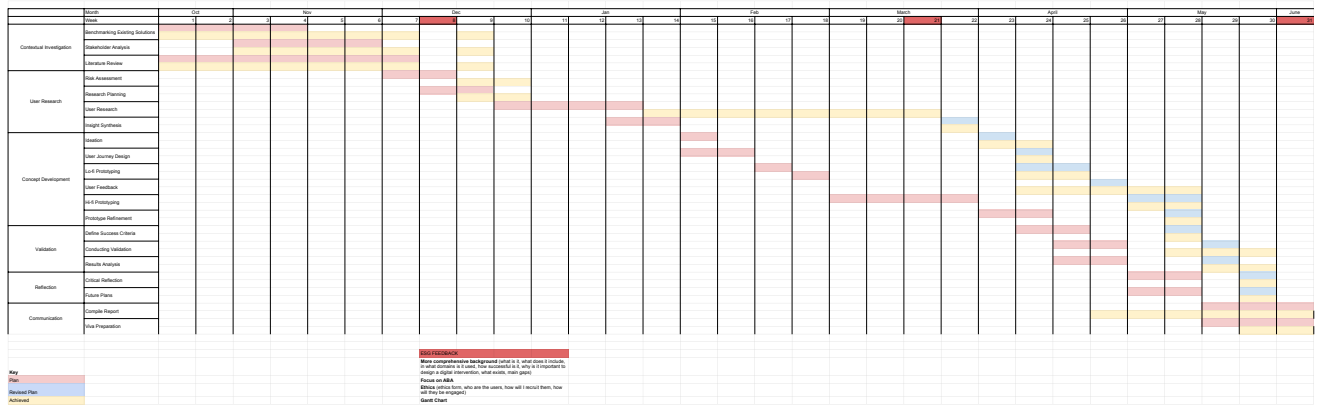 Month Oct Nov Dec Jan Feb March April May June
Week 1 2 3 4 5 6 7 8 9 10 11 12 13 14 15 16 17 18 19 20 21 22 23 24 25 26 27 28 29 30 31
Contextual Investigation
Benchmarking Existing Solutions
Stakeholder Analysis
Literature Review
User Research
Risk Assessment
Research Planning
User Research
Insight Synthesis
Concept Development
Ideation
User Journey Design
Lo-fi Prototyping
User Feedback
Hi-fi Prototyping
Prototype Refinement
Validation
Define Success Criteria
Conducting Validation
Results Analysis
Reflection
Critical Reflection
Future Plans
Communication
Compile Report
Viva Preparation
Key
Plan
Revised Plan
Achieved
ESG FEEDBACK
More comprehensive background (what is it, what does it include,
in what domains is it used, how successful is it, why is it important to
design a digital intervention, what exists, main gaps)
Focus on ABA
Ethics (ethics form, who are the users, how will I recruit them, how
will they be engaged)
Gantt Chart